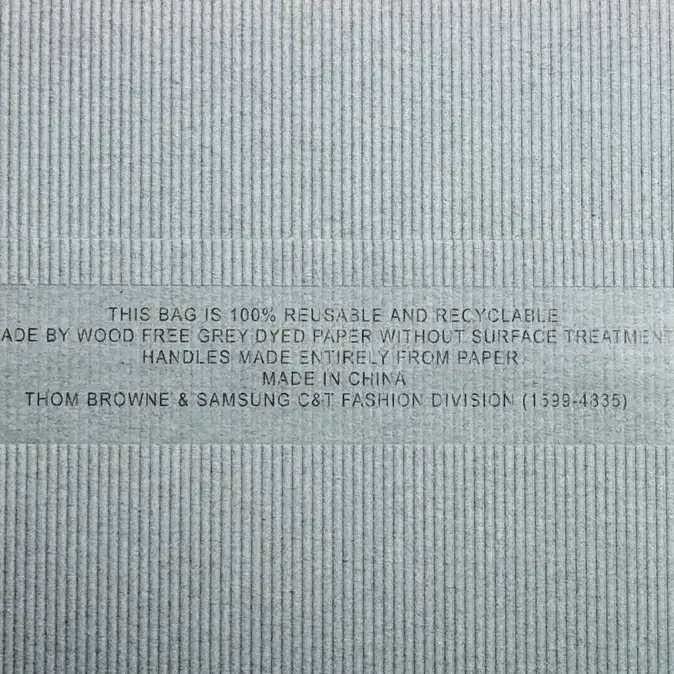 THIS BAG IS 100% REUSABLE AND RECYCLABLE
ADE BY WOOD FREE GREY DYED PAPER WITHOUT SURFACE TREATMENT
HANDLES MADE ENTIRELY FROM PAPER
MADE IN CHINA
THOM BROWNE & SAMSUNG C&T FASHION DIVISION (1599-4835)